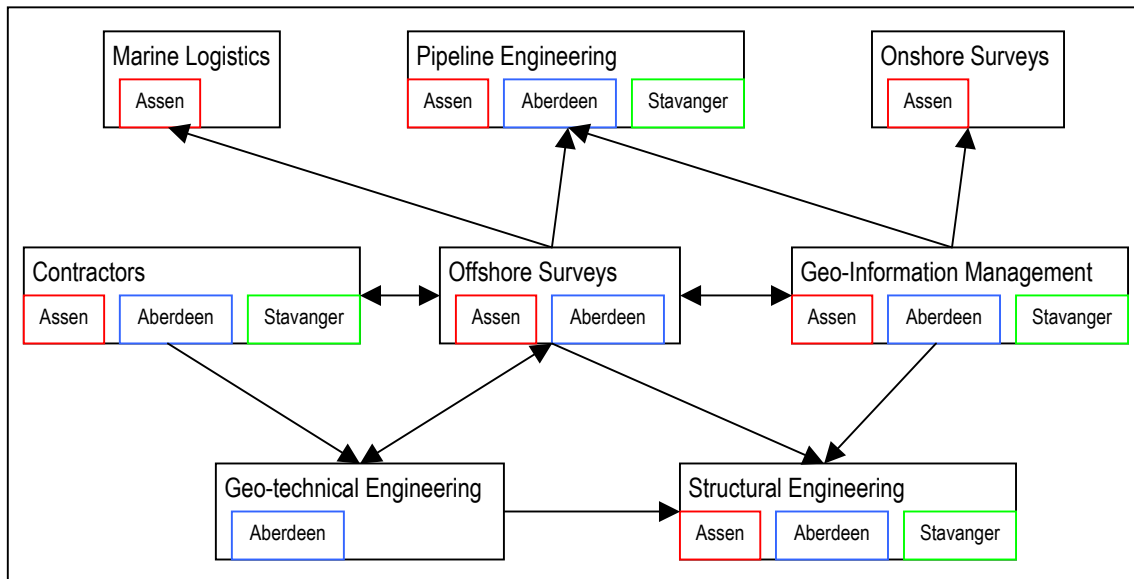 Marine Logistics
Assen
Pipeline Engineering
Assen Aberdeen Stavanger
Onshore Surveys
Assen
Contractors
Assen Aberdeen Stavanger
Offshore Surveys
Assen Aberdeen
Geo-Information Management
Assen Aberdeen Stavanger
Geo-technical Engineering
Aberdeen
Structural Engineering
Assen Aberdeen Stavanger